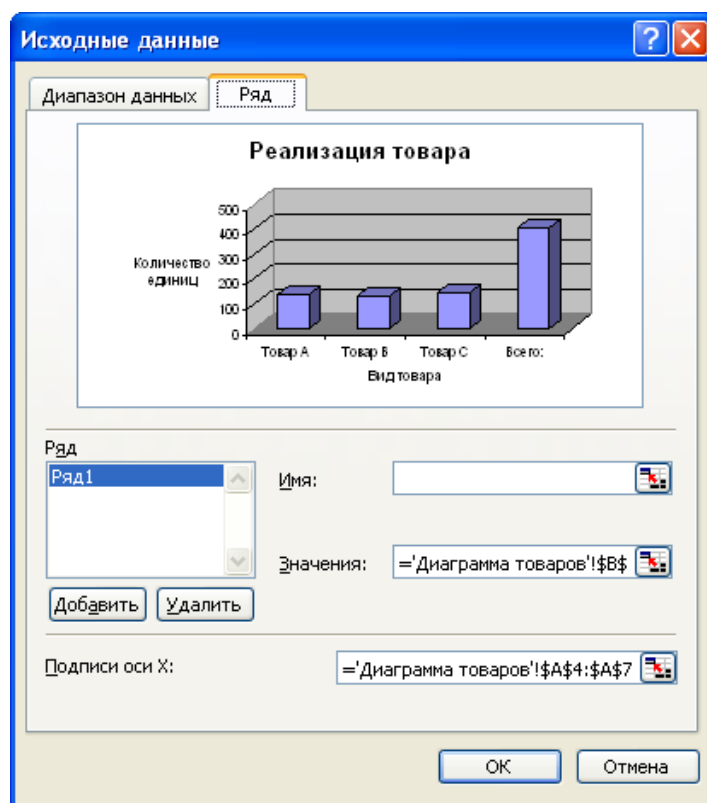 Исходные данные
Диапазон данных
Ряд
Реализация товара
500
400
300
200
100
0
Количество
единиц
Товар A
Товар B
Товар C
Всего:
Вид товара
Ряд
Ряд1
Имя:
Значения:
='Диаграмма товаров'!$B$
Добавить
Удалить
Подписи оси X:
='Диаграмма товаров'!$A$4:$A$7
OK
Отмена